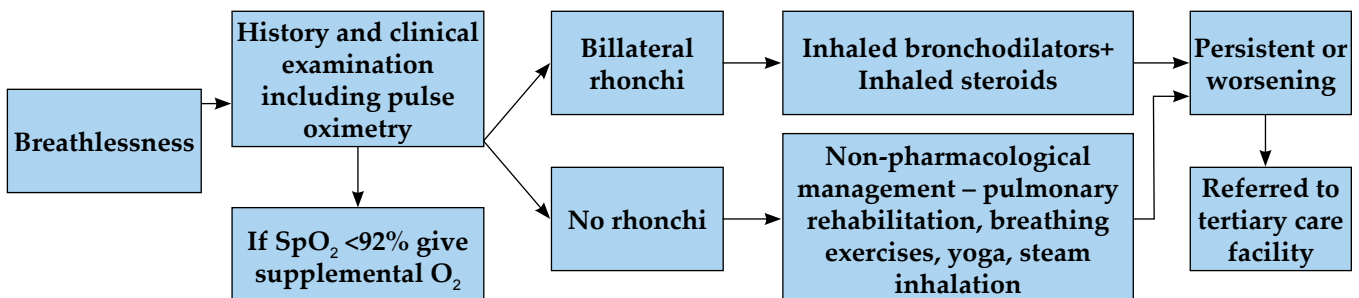 Breathlessness
History and clinical
examination
including pulse
oximetry
If SpO₂ <92% give
supplemental O₂
Billateral
rhonchi
No rhonchi
Inhaled bronchodilators+
Inhaled steroids
Non-pharmacological
management – pulmonary
rehabilitation, breathing
exercises, yoga, steam
inhalation
Persistent or
worsening
Referred to
tertiary care
facility